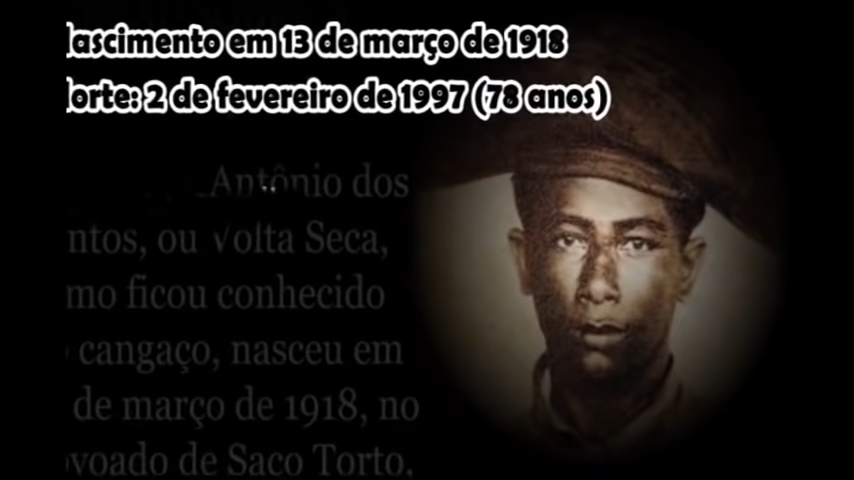 ascimento em 13 de março de 1918
orte: 2 de fevereiro de 1997 (78 anos)
Antônio dos
ntos, ou Volta Seca,
mo ficou conhecido
cangaço, nasceu em
de março de 1918, no
voado de Saco Torto.